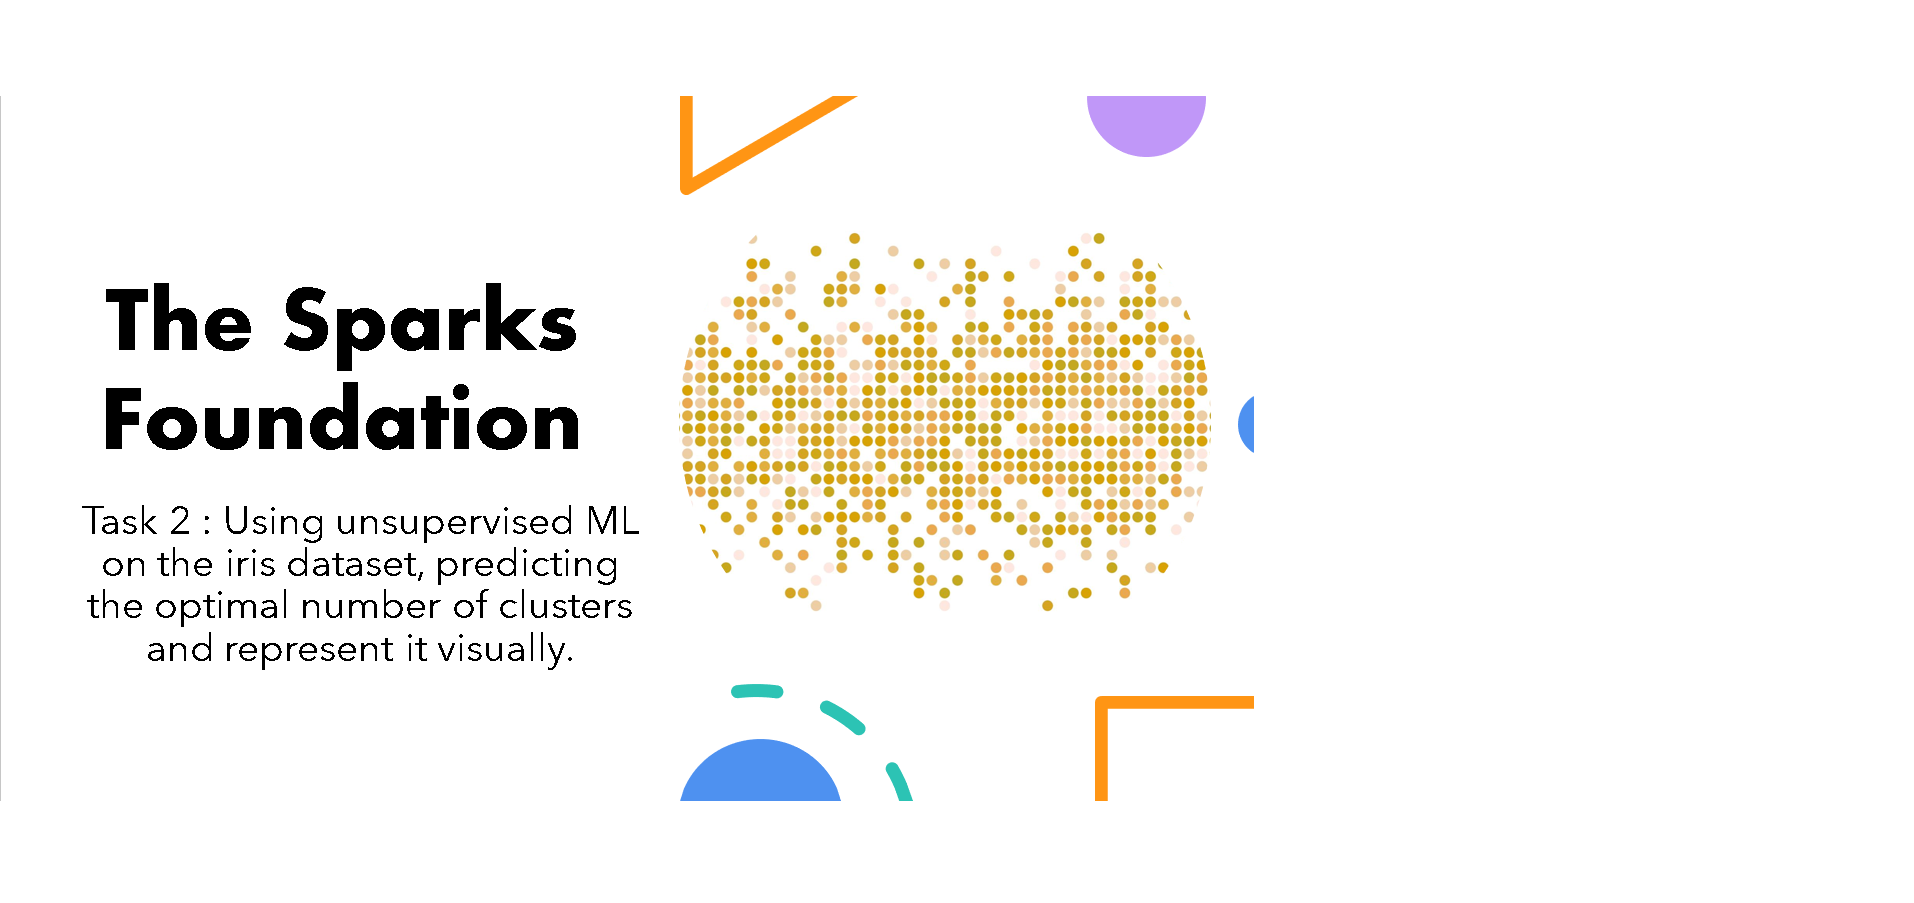 The Sparks
Foundation
Task 2 : Using unsupervised ML
on the iris dataset, predicting
the optimal number of clusters
and represent it visually.